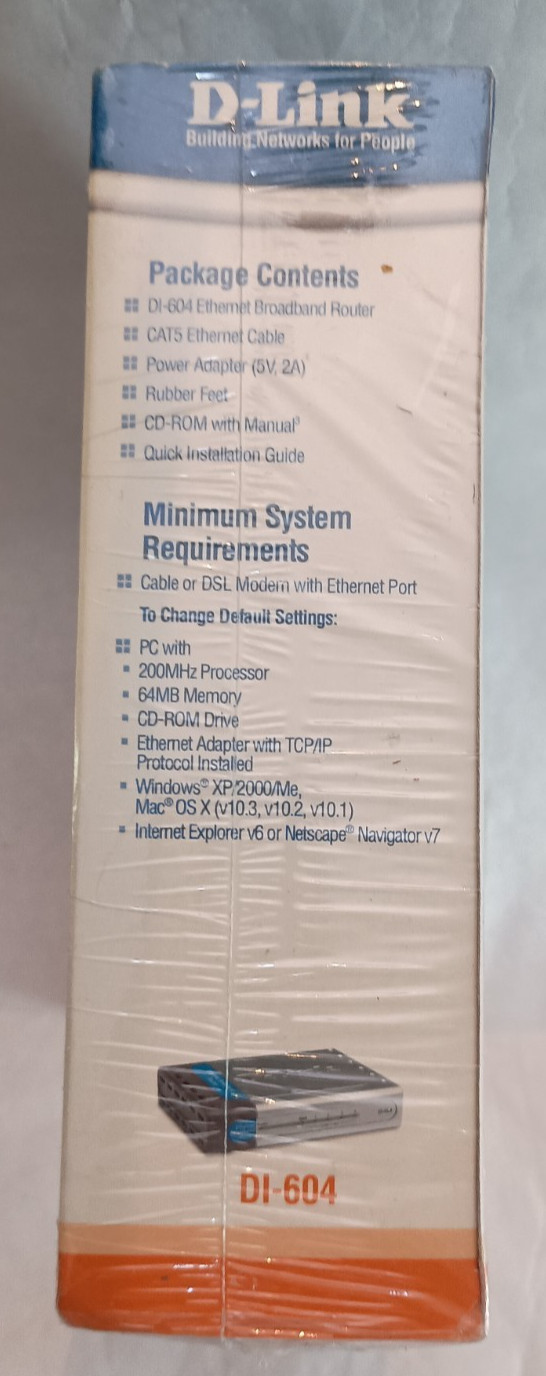 D-Link
Building Networks for People
Package Contents
DI-604 Ethernet Broadband Router
CAT5 Ethernet Cable
Power Adapter (5V, 2A)
Rubber Feet
CD-ROM with Manual³
Quick Installation Guide
Minimum System
Requirements
Cable or DSL Modem with Ethernet Port
To Change Default Settings:
PC with
200MHz Processor
64MB Memory
CD-ROM Drive
Ethernet Adapter with TCP/IP
Protocol Installed
Windows® XP/2000/Me,
Mac® OS X (v10.3, v10.2, v10.1)
Internet Explorer v6 or Netscape® Navigator v7
DI-604